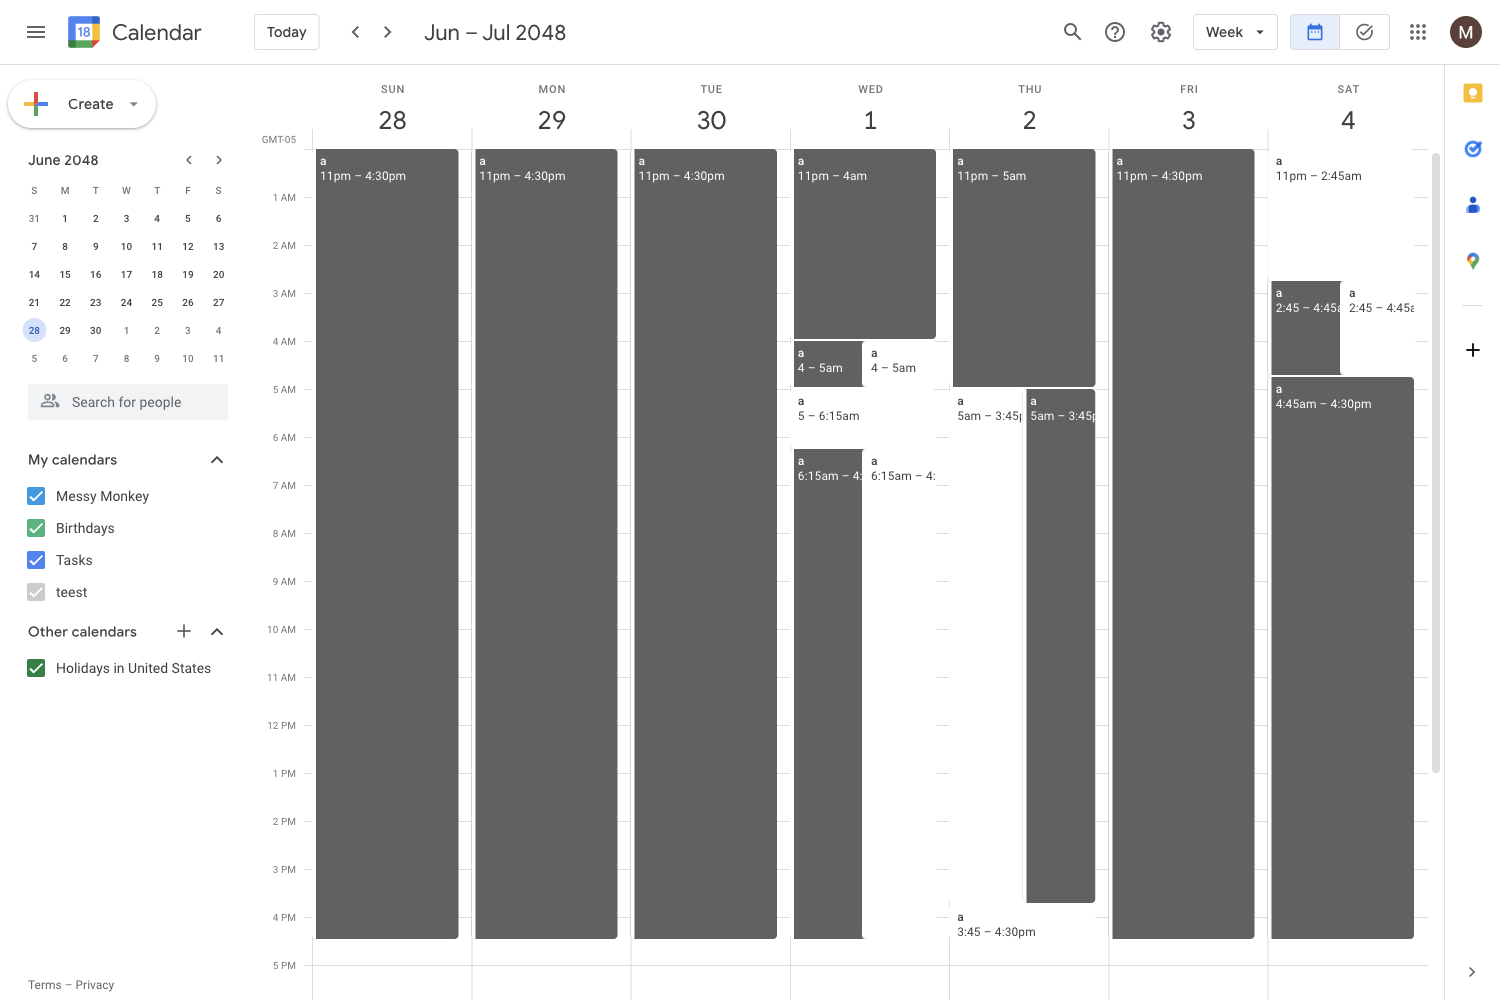 18 Calendar Today Jun – Jul 2048 Week M
Create
June 2048
S M T W T F S
31 1 2 3 4 5 6
7 8 9 10 11 12 13
14 15 16 17 18 19 20
21 22 23 24 25 26 27
28 29 30 1 2 3 4
5 6 7 8 9 10 11
Search for people
My calendars
Messy Monkey
Birthdays
Tasks
teest
Other calendars
Holidays in United States
Terms – Privacy
SUN MON TUE WED THU FRI SAT
28 29 30 1 2 3 4
GMT-05
1 AM
2 AM
3 AM
4 AM
5 AM
6 AM
7 AM
8 AM
9 AM
10 AM
11 AM
12 PM
1 PM
2 PM
3 PM
4 PM
5 PM
a
11pm – 4:30pm
a
11pm – 4:30pm
a
11pm – 4:30pm
a
11pm – 4am
a
4 – 5am
a
4 – 5am
a
5 – 6:15am
a
6:15am – 4:
a
6:15am – 4:
a
11pm – 5am
a
5am – 3:45p
a
5am – 3:45p
a
3:45 – 4:30pm
a
11pm – 4:30pm
a
11pm – 2:45am
a
2:45 – 4:45a
a
2:45 – 4:45a
a
4:45am – 4:30pm